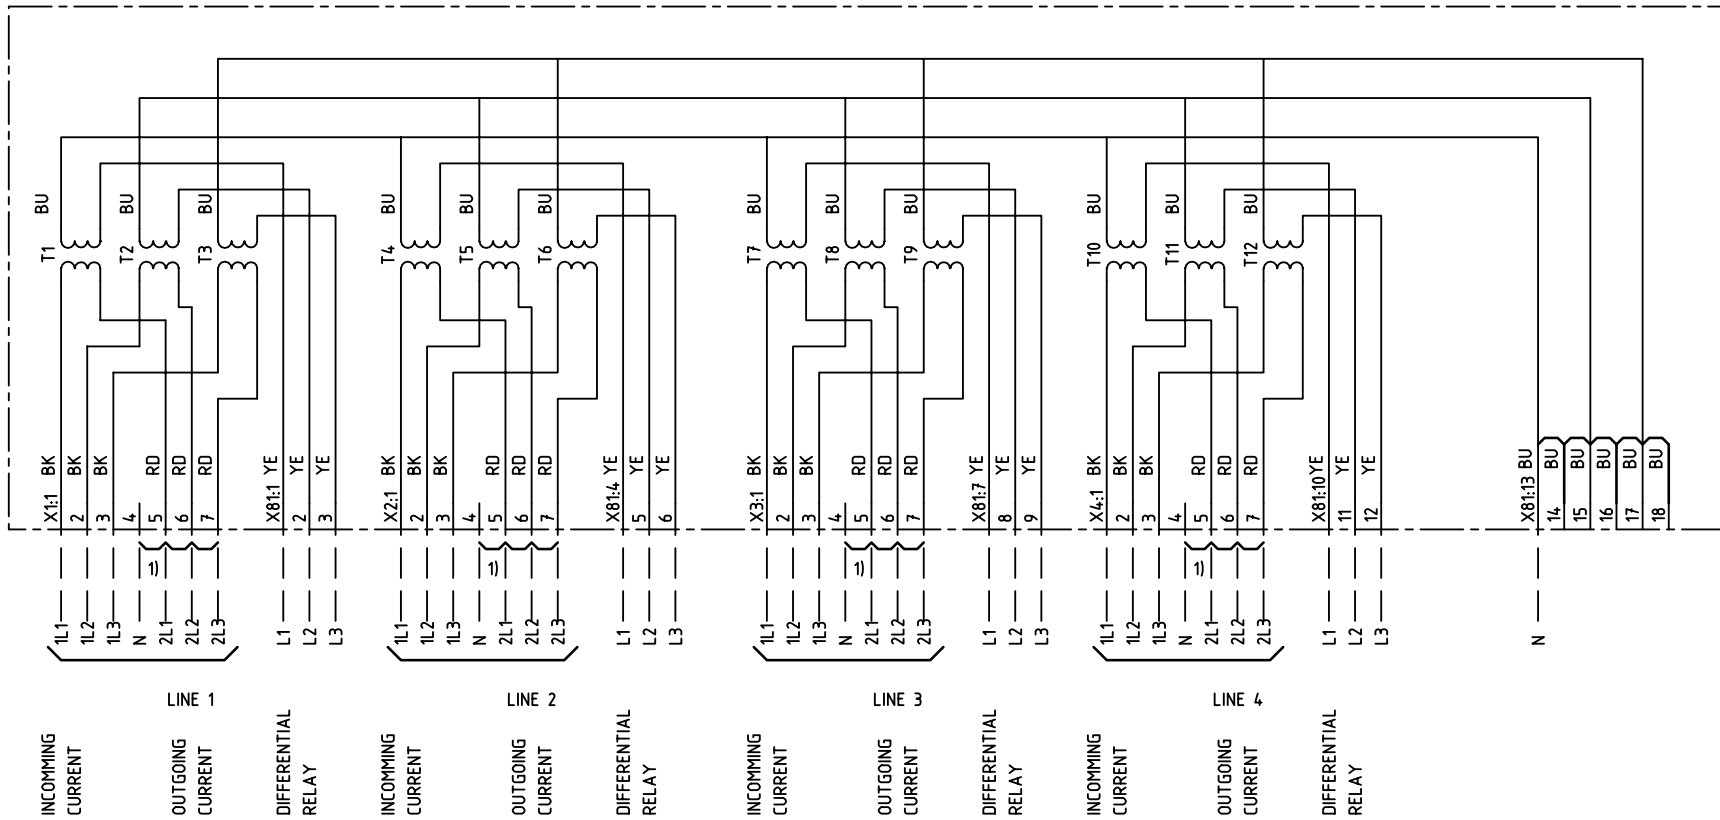 BU
BU
BU
BU
BU
BU
BU
BU
BU
BU
BU
BU
T1
T2
T3
T4
T5
T6
T7
T8
T9
T10
T11
T12
BK
BK
BK
RD
RD
RD
YE
YE
YE
BK
BK
BK
RD
RD
RD
YE
YE
YE
BK
BK
BK
RD
RD
RD
YE
YE
YE
BK
BK
BK
RD
RD
RD
YE
YE
YE
BU
BU
BU
BU
BU
BU
X1:1
2
3
4
5
6
7
X81:1
2
3
X2:1
2
3
4
5
6
7
X81:4
5
6
X3:1
2
3
4
5
6
7
X81:7
8
9
X4:1
2
3
4
5
6
7
X81:10
11
12
X81:13
14
15
16
17
18
1)
1)
1)
1)
1L1
1L2
1L3
N
2L1
2L2
2L3
L1
L2
L3
1L1
1L2
1L3
N
2L1
2L2
2L3
L1
L2
L3
1L1
1L2
1L3
N
2L1
2L2
2L3
L1
L2
L3
1L1
1L2
1L3
N
2L1
2L2
2L3
L1
L2
L3
N
LINE 1
LINE 2
LINE 3
LINE 4
INCOMMING
CURRENT
OUTGOING
CURRENT
DIFFERENTIAL
RELAY
INCOMMING
CURRENT
OUTGOING
CURRENT
DIFFERENTIAL
RELAY
INCOMMING
CURRENT
OUTGOING
CURRENT
DIFFERENTIAL
RELAY
INCOMMING
CURRENT
OUTGOING
CURRENT
DIFFERENTIAL
RELAY